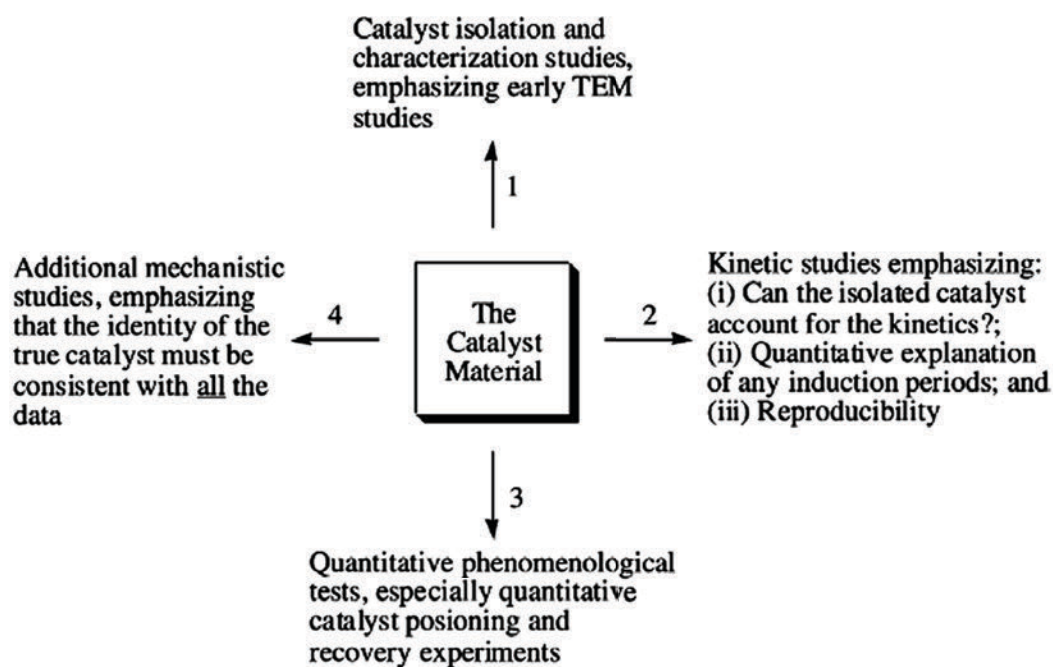 Catalyst isolation and
characterization studies,
emphasizing early TEM
studies
1
Additional mechanistic
studies, emphasizing
that the identity of the
true catalyst must be
consistent with all the
data
4
The
Catalyst
Material
2
Kinetic studies emphasizing:
(i) Can the isolated catalyst
account for the kinetics?;
(ii) Quantitative explanation
of any induction periods; and
(iii) Reproducibility
3
Quantitative phenomenological
tests, especially quantitative
catalyst posioning and
recovery experiments